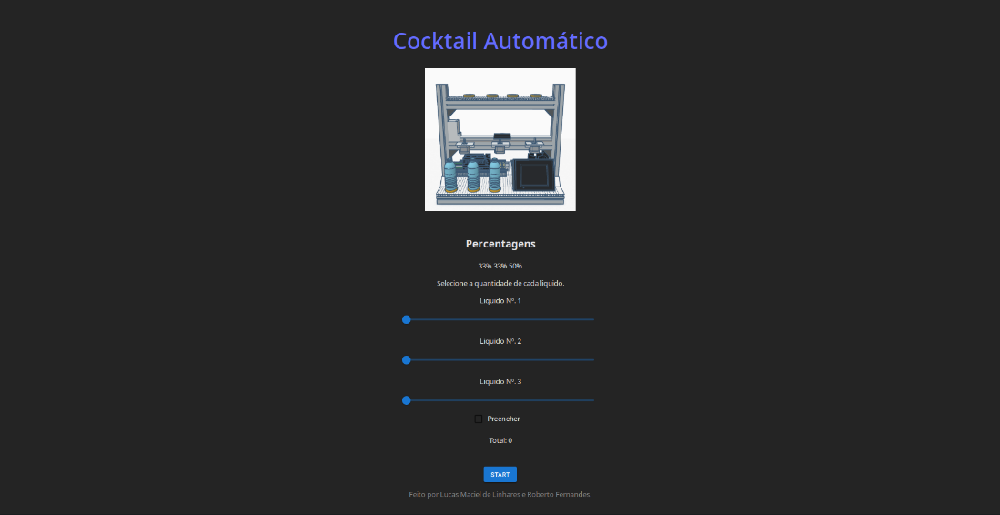 Cocktail Automático
Percentagens
33% 33% 50%
Selecione a quantidade de cada liquido.
Liquido Nº. 1
Liquido Nº. 2
Liquido Nº. 3
Preencher
Total: 0
START
Feito por Lucas Maciel de Linhares e Roberto Fernandes.